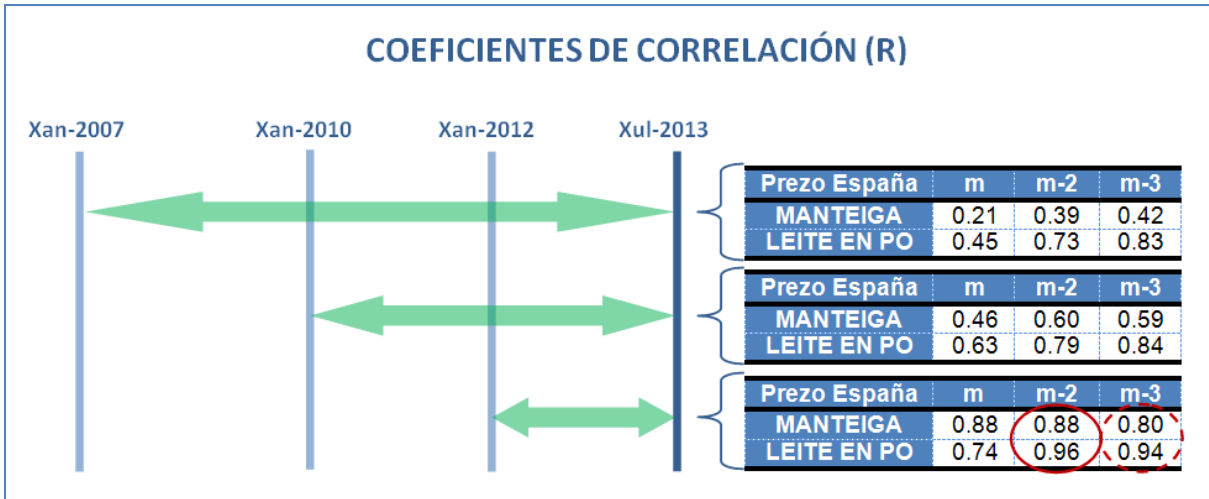 COEFICIENTES DE CORRELACIÓN (R)
Xan-2007 Xan-2010 Xan-2012 Xul-2013
Prezo España m m-2 m-3
MANTEIGA 0.21 0.39 0.42
LEITE EN PO 0.45 0.73 0.83
Prezo España m m-2 m-3
MANTEIGA 0.46 0.60 0.59
LEITE EN PO 0.63 0.79 0.84
Prezo España m m-2 m-3
MANTEIGA 0.88 0.88 0.80
LEITE EN PO 0.74 0.96 0.94